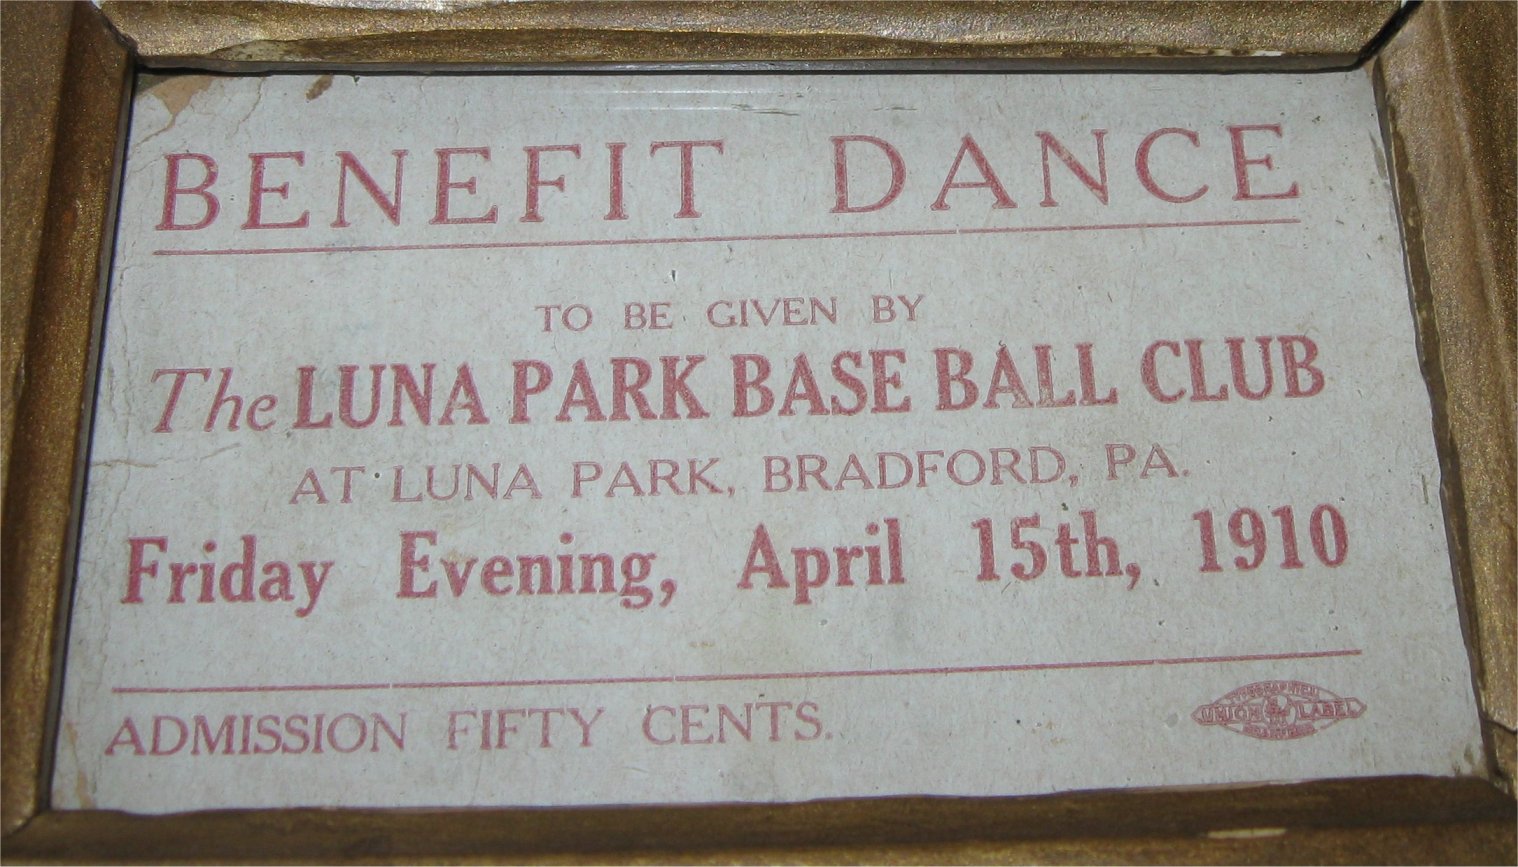 BENEFIT DANCE
TO BE GIVEN BY
The LUNA PARK BASE BALL CLUB
AT LUNA PARK, BRADFORD, PA.
Friday Evening, April 15th, 1910
ADMISSION FIFTY CENTS.
TYPOGRAPHICAL
UNION LABEL